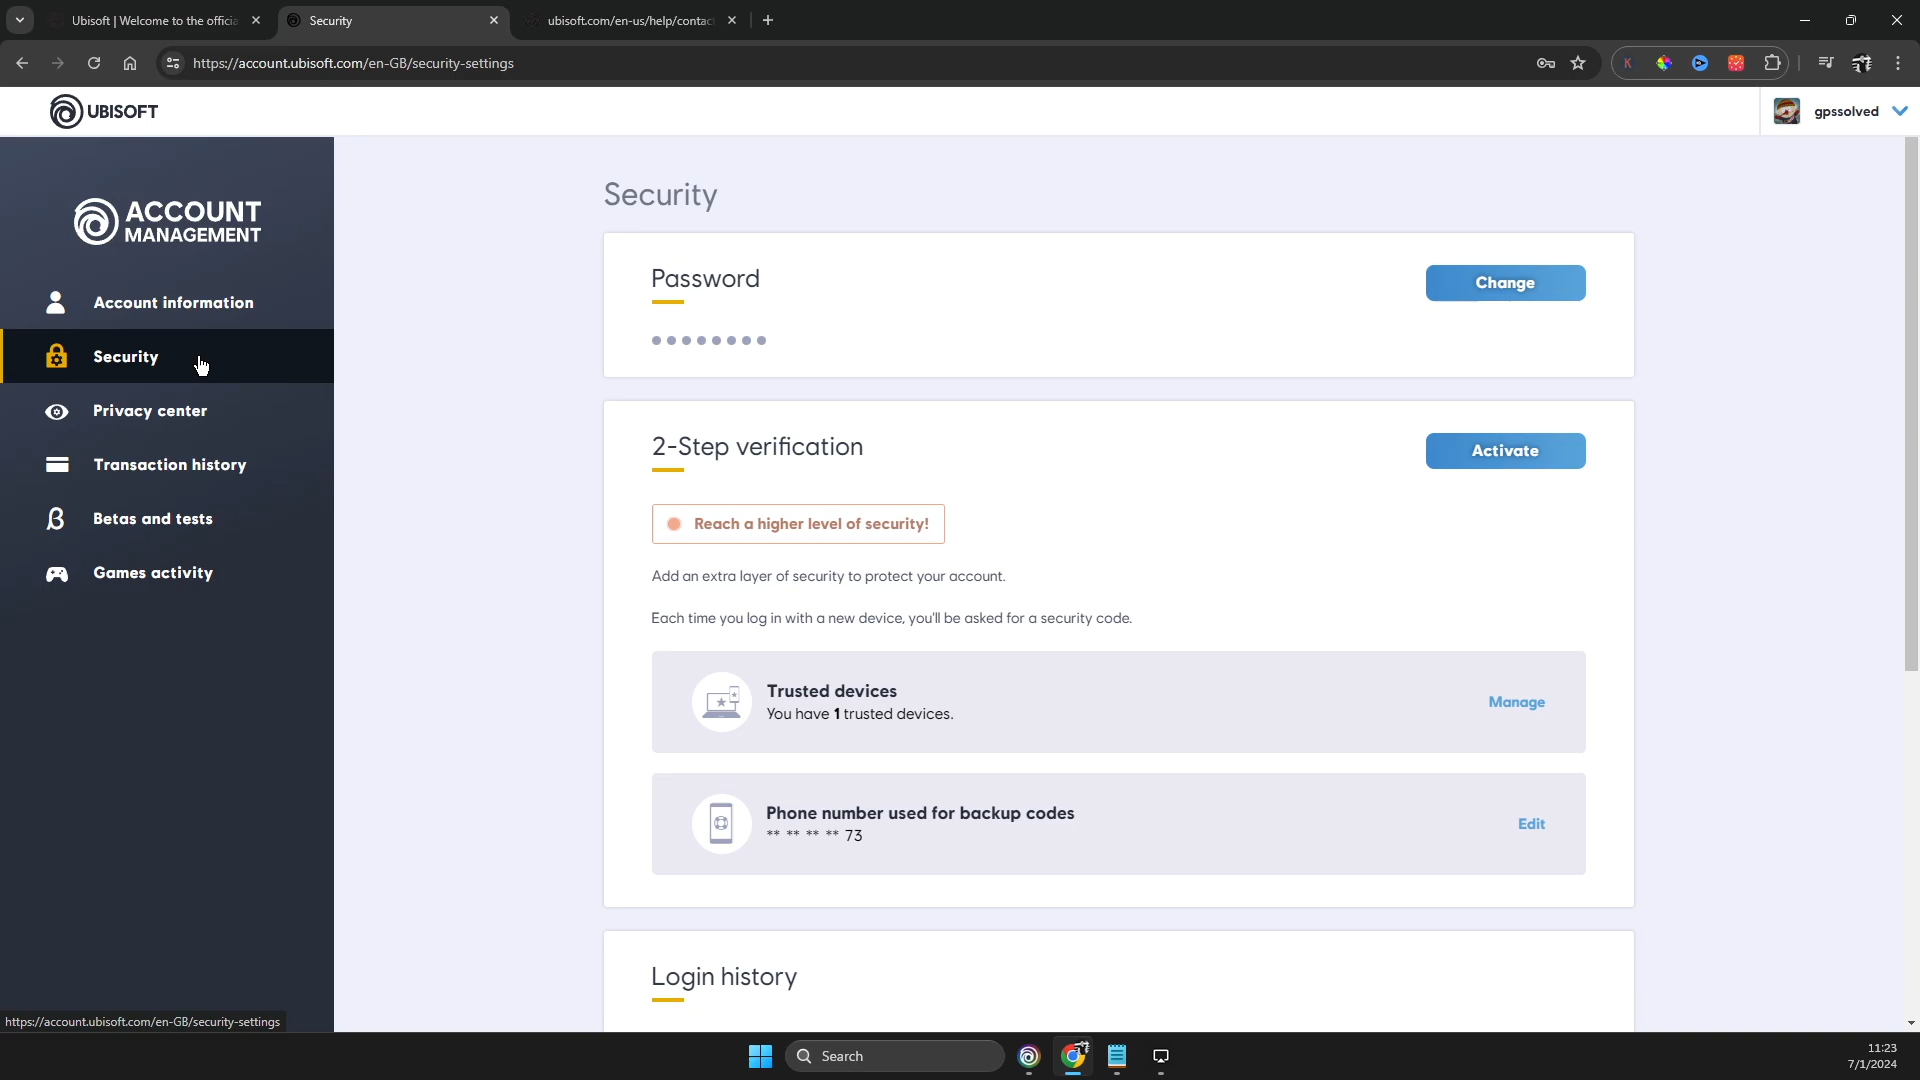 Ubisoft | Welcome to the officia
Security
ubisoft.com/en-us/help/contact
https://account.ubisoft.com/en-GB/security-settings
K
UBISOFT
gpssolved
ACCOUNT
MANAGEMENT
Account information
Security
Privacy center
Transaction history
Betas and tests
Games activity
Security
Password
Change
2-Step verification
Activate
Reach a higher level of security!
Add an extra layer of security to protect your account.
Each time you log in with a new device, you'll be asked for a security code.
Trusted devices
You have 1 trusted devices.
Manage
Phone number used for backup codes
** ** ** ** 73
Edit
Login history
https://account.ubisoft.com/en-GB/security-settings
Search
11:23
7/1/2024